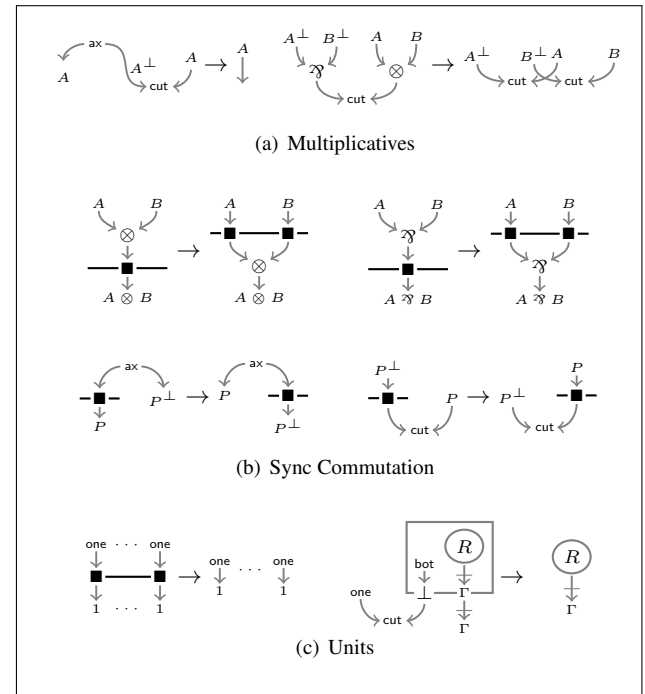 A⊥ B⊥ A B A⊥ B⊥ A B
ax A
A A⊥ A → → cut cut
cut ⅋ ⊗
cut
(a) Multiplicatives
A B A B A B A B
⊗ → ⅋ →
⊗ ⅋
A ⊗ B A ⊗ B A ⅋ B A ⅋ B
ax ax P⊥ P
P⊥ → P P → P⊥
P P⊥ cut cut
(b) Sync Commutation
one · · · one one · · · one R R
→ 1 · · · 1 bot →
1 · · · 1 one ⊥ Γ Γ
cut Γ
(c) Units